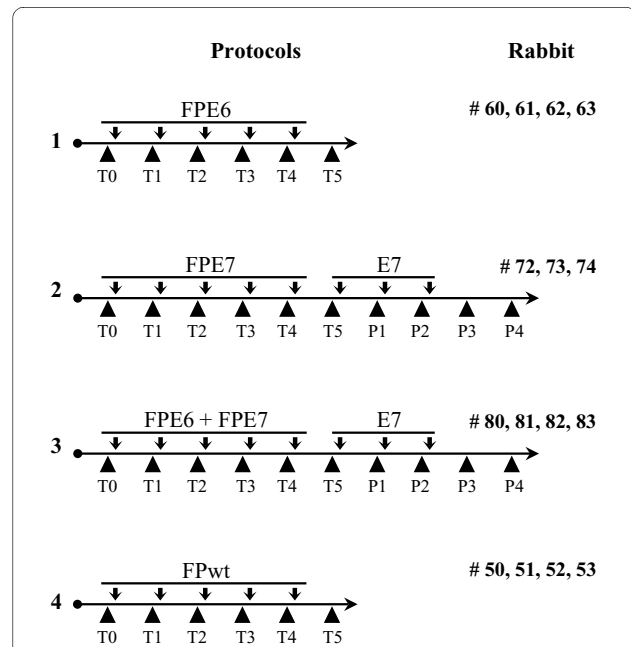 Protocols Rabbit
FPE6 # 60, 61, 62, 63
1
T0 T1 T2 T3 T4 T5
FPE7 E7 # 72, 73, 74
2
T0 T1 T2 T3 T4 T5 P1 P2 P3 P4
FPE6 + FPE7 E7 # 80, 81, 82, 83
3
T0 T1 T2 T3 T4 T5 P1 P2 P3 P4
FPwt # 50, 51, 52, 53
4
T0 T1 T2 T3 T4 T5